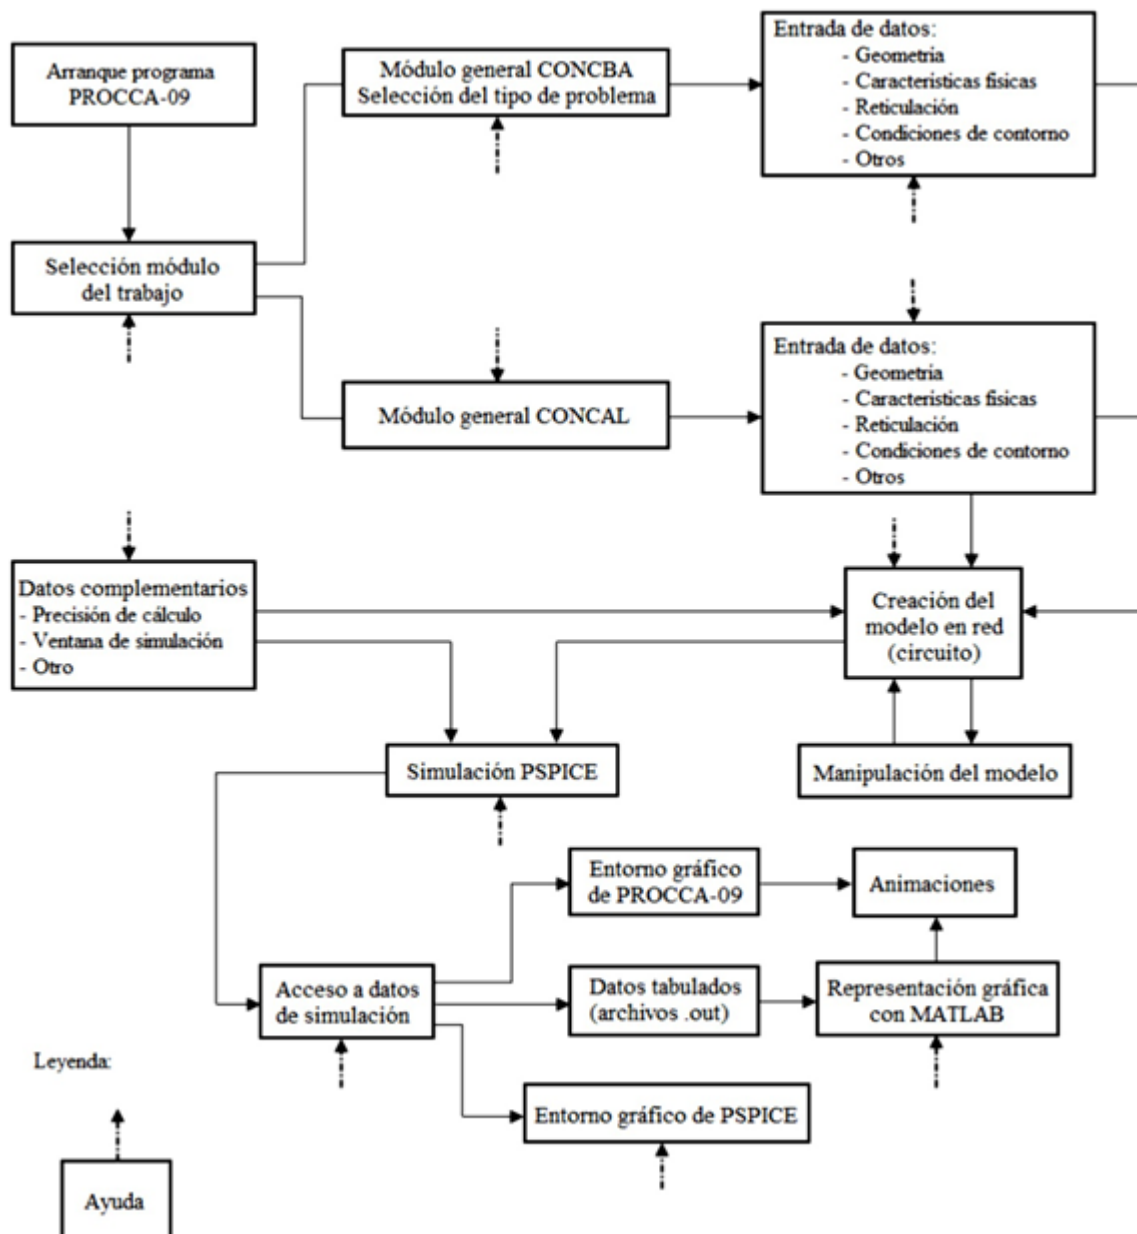 Arranque programa
PROCCA-09
Módulo general CONCBA
Selección del tipo de problema
Entrada de datos:
- Geometria
- Características fisicas
- Reticulación
- Condiciones de contorno
- Otros
Selección módulo
del trabajo
Módulo general CONCAL
Entrada de datos:
- Geometria
- Caracteristicas fisicas
- Reticulación
- Condiciones de contorno
- Otros
Datos complementarios
- Precisión de cálculo
- Ventana de simulación
- Otro
Creación del
modelo en red
(circuito)
Simulación PSPICE
Manipulación del modelo
Entorno gráfico
de PROCCA-09
Animaciones
Acceso a datos
de simulación
Datos tabulados
(archivos .out)
Representación gráfica
con MATLAB
Entorno gráfico de PSPICE
Leyenda:
Ayuda